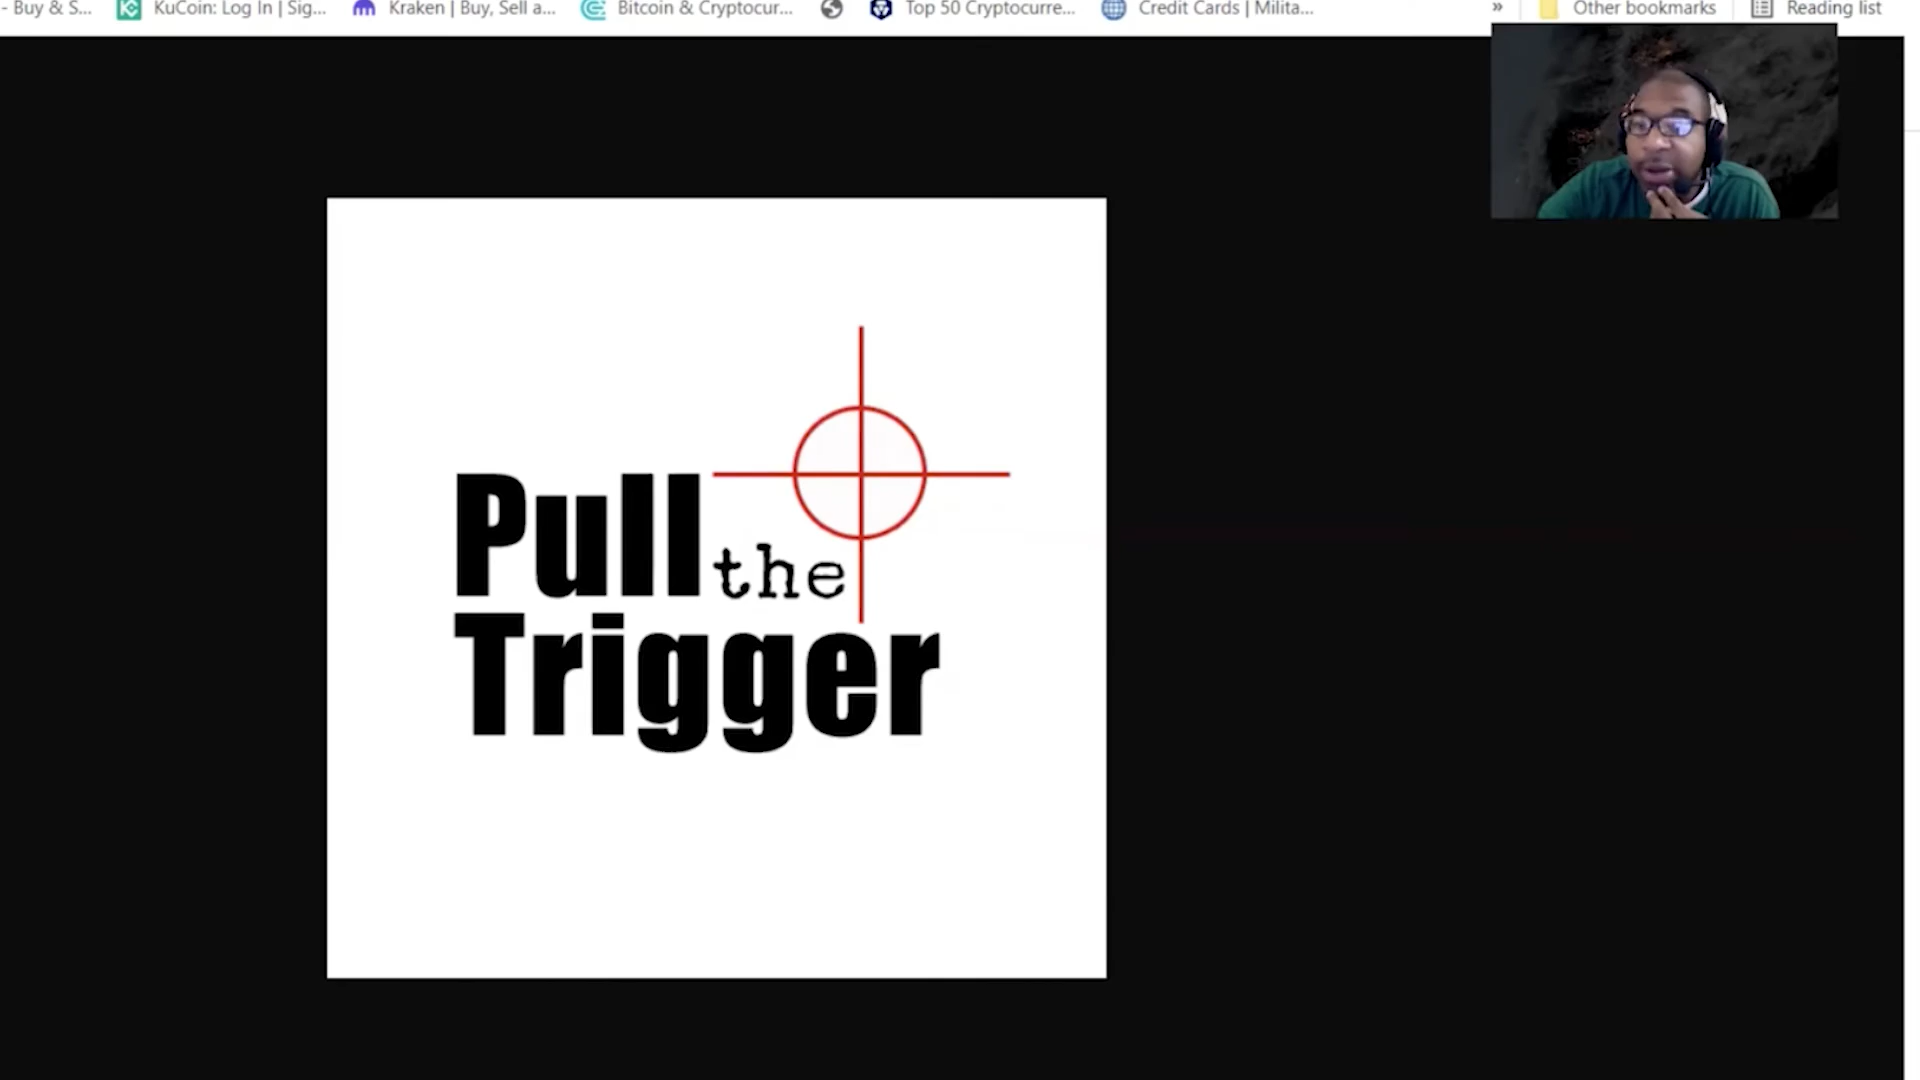 - Buy & S...
KuCoin: Log In | Sig...
Kraken | Buy, Sell a...
Bitcoin & Cryptocur...
Top 50 Cryptocurre...
Credit Cards | Milita...
»
Other bookmarks
Reading list
Pull the
Trigger